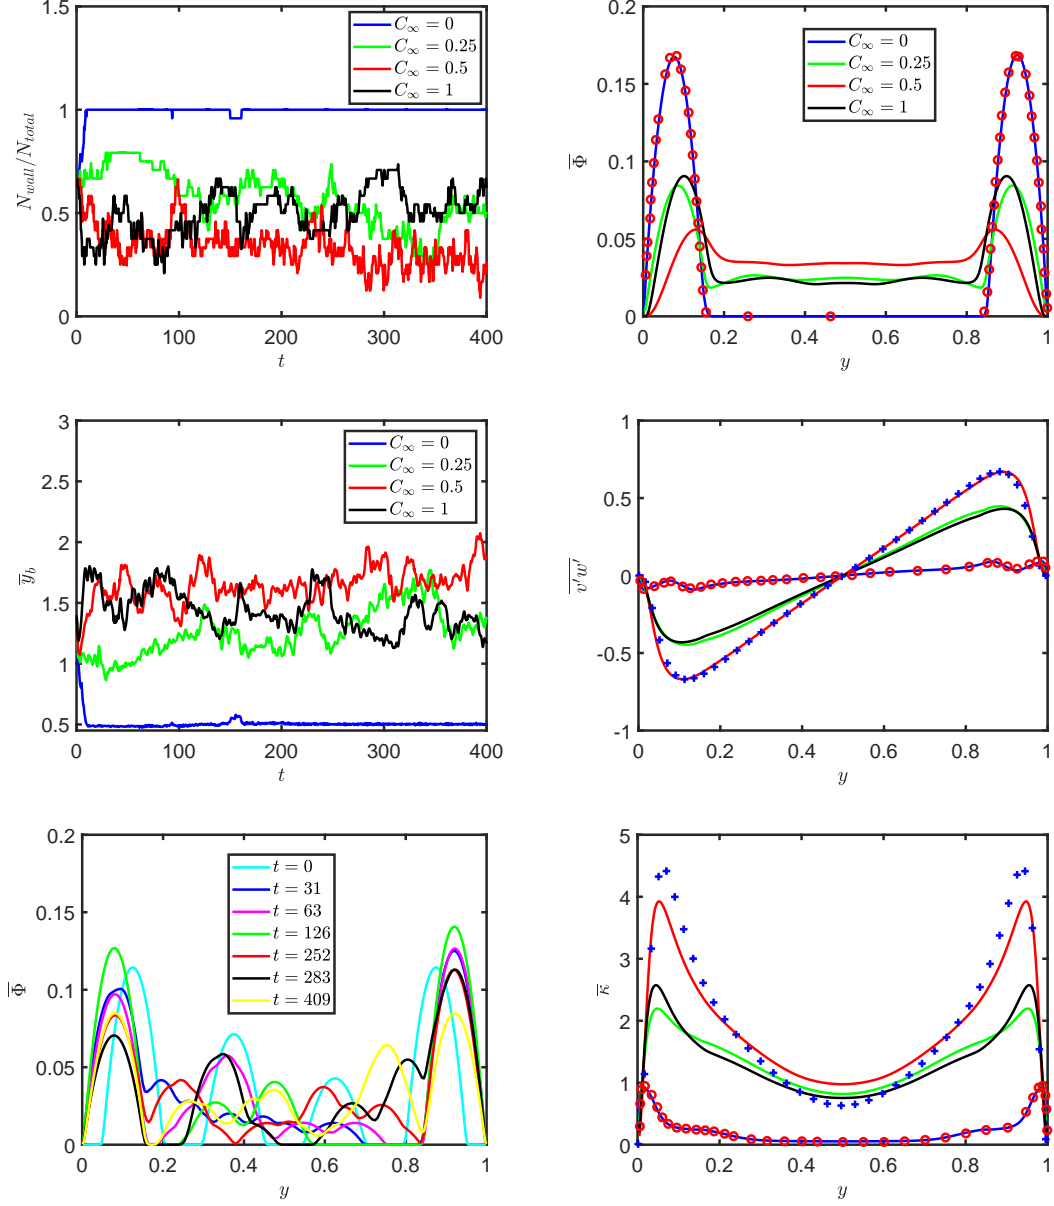 1.5
1
0.5
0
N_{wall}/N_{total}
C_∞ = 0
C_∞ = 0.25
C_∞ = 0.5
C_∞ = 1
0 100 200 300 400
t
0.2
0.15
0.1
0.05
0
Φ̅
C_∞ = 0
C_∞ = 0.25
C_∞ = 0.5
C_∞ = 1
0 0.2 0.4 0.6 0.8 1
y
3
2.5
2
1.5
1
0.5
y̅_b
C_∞ = 0
C_∞ = 0.25
C_∞ = 0.5
C_∞ = 1
0 100 200 300 400
t
1
0.5
0
-0.5
-1
\overline{v'w'}
0 0.2 0.4 0.6 0.8 1
y
0.2
0.15
0.1
0.05
0
Φ̅
t = 0
t = 31
t = 63
t = 126
t = 252
t = 283
t = 409
0 0.2 0.4 0.6 0.8 1
y
5
4
3
2
1
0
κ̅
0 0.2 0.4 0.6 0.8 1
y